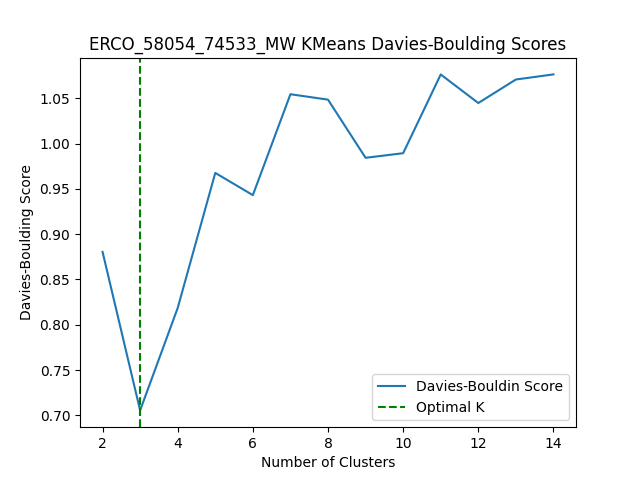 ERCO_58054_74533_MW KMeans Davies-Boulding Scores
Davies-Boulding Score
1.05
1.00
0.95
0.90
0.85
0.80
0.75
0.70
Davies-Bouldin Score
Optimal K
2 4 6 8 10 12 14
Number of Clusters